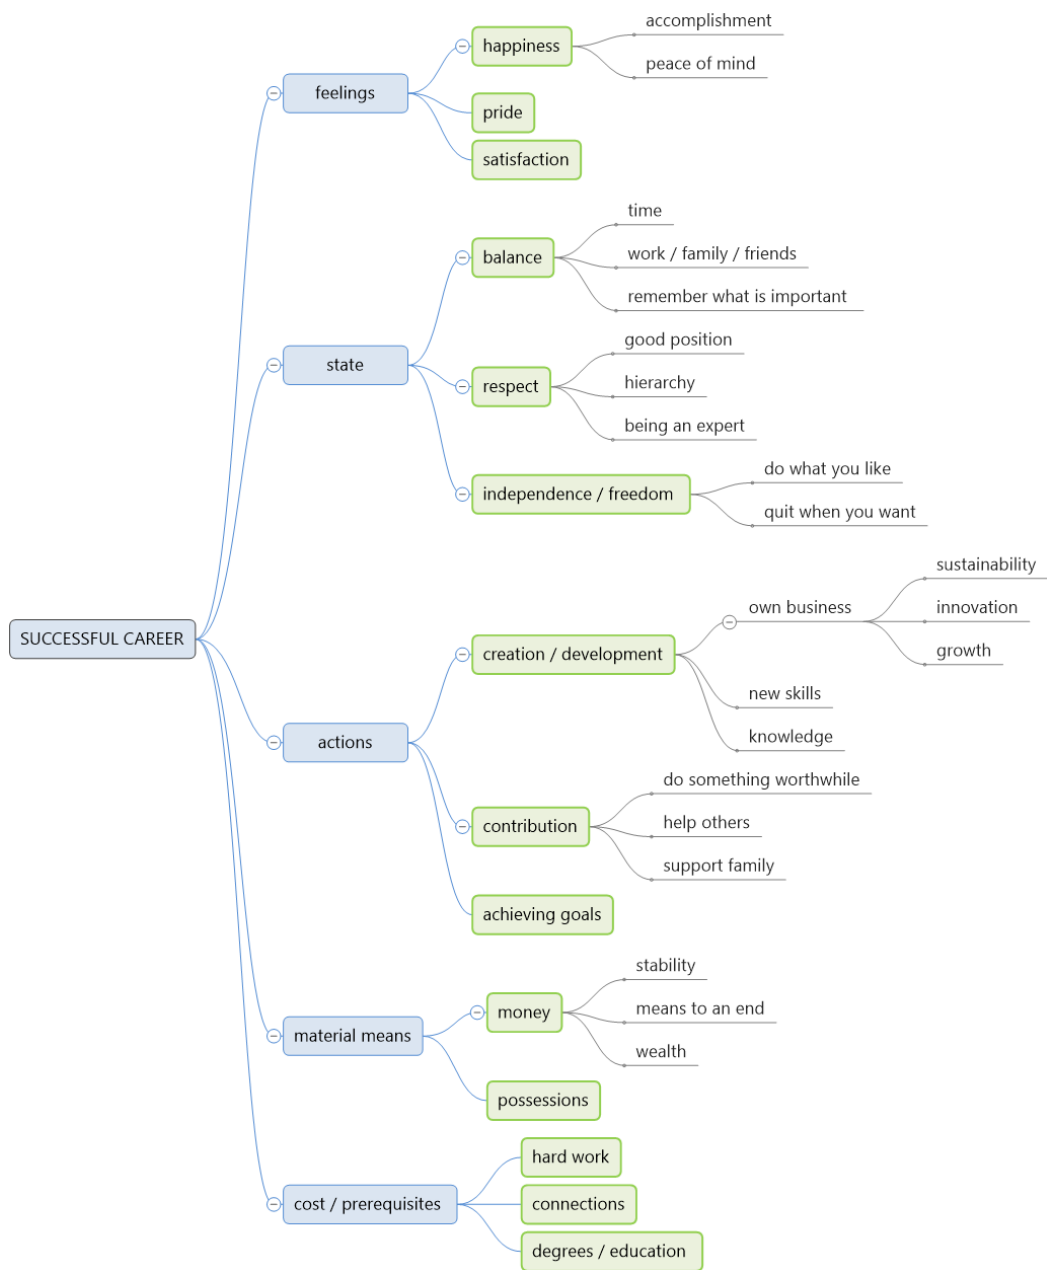 accomplishment
happiness
peace of mind
feelings
pride
satisfaction
time
balance
work / family / friends
remember what is important
good position
state
respect
hierarchy
being an expert
do what you like
independence / freedom
quit when you want
sustainability
own business
innovation
SUCCESSFUL CAREER
creation / development
growth
new skills
actions
knowledge
do something worthwhile
contribution
help others
support family
achieving goals
stability
money
means to an end
material means
wealth
possessions
hard work
cost / prerequisites
connections
degrees / education